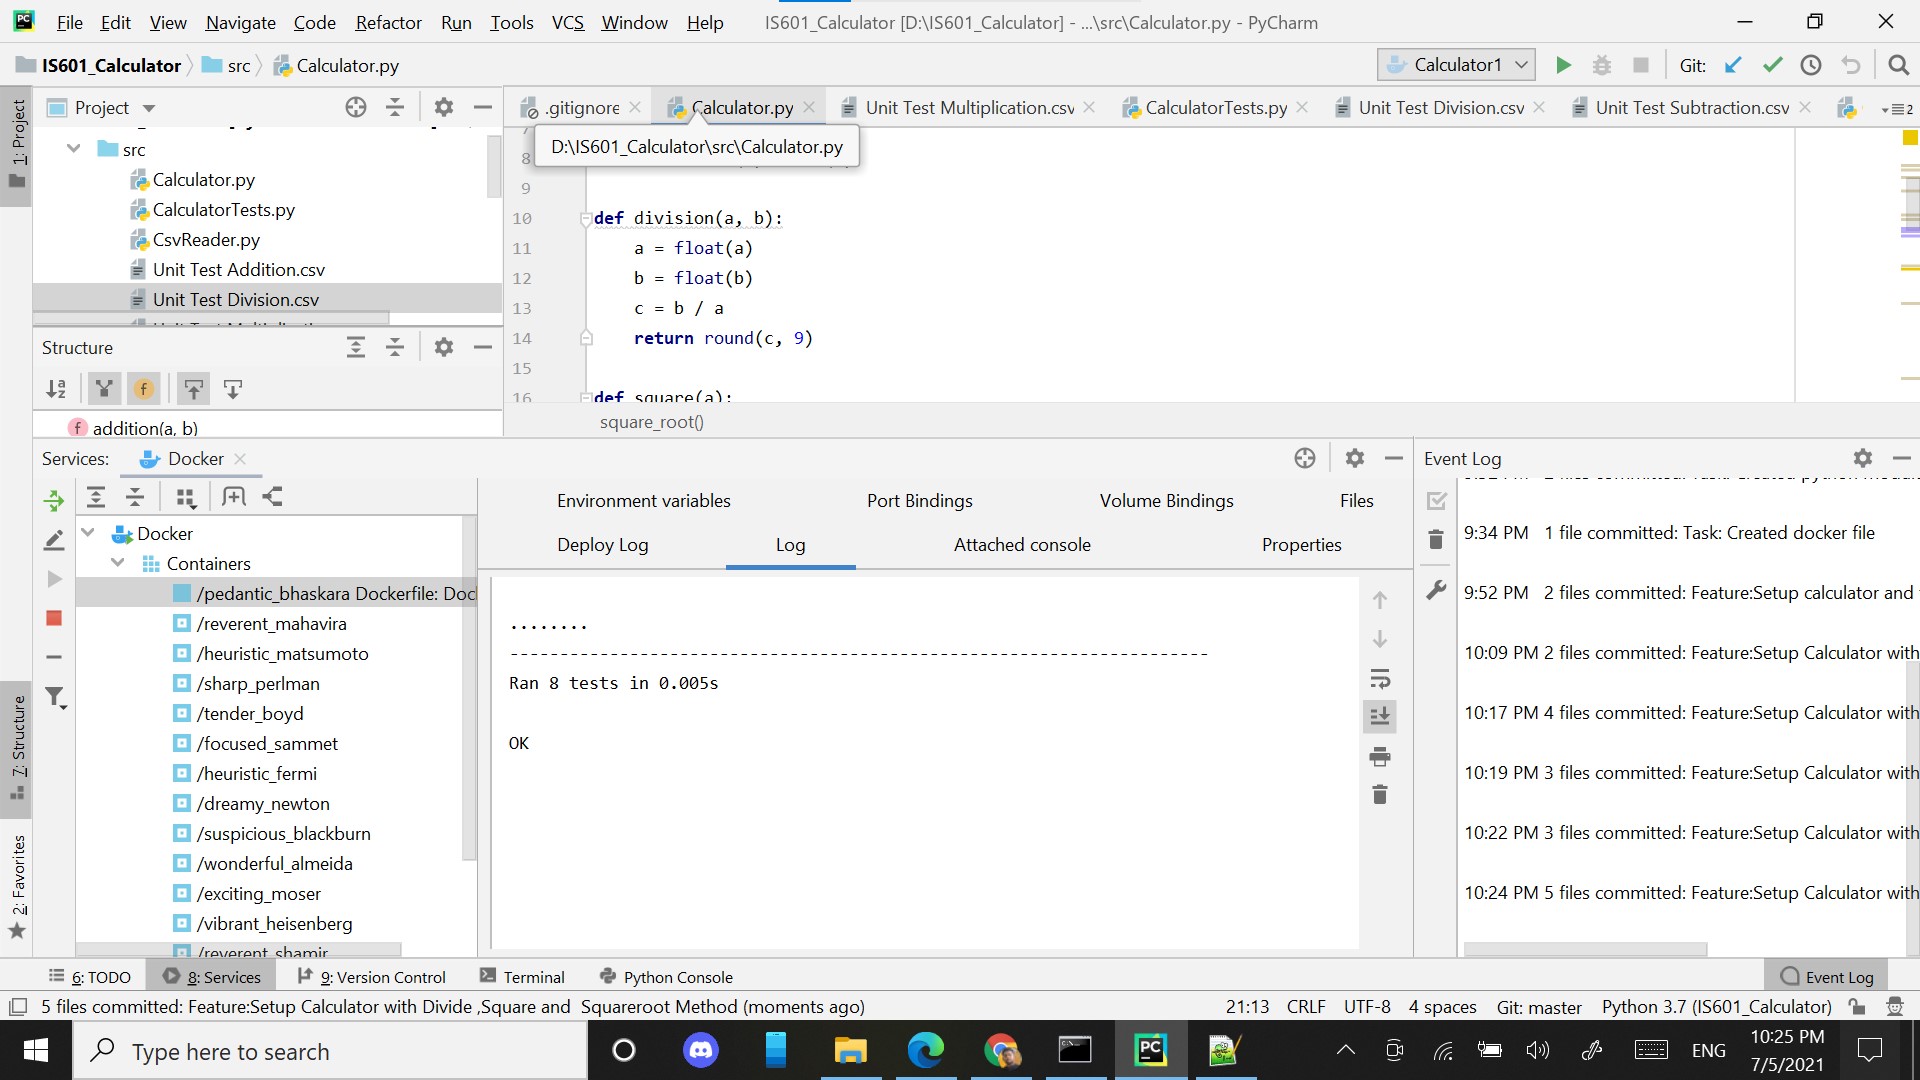 PC File Edit View Navigate Code Refactor Run Tools VCS Window Help IS601_Calculator [D:\IS601_Calculator] - ...\src\Calculator.py - PyCharm
IS601_Calculator src Calculator.py Calculator1 Git:
1: Project
Project
.gitignore Calculator.py Unit Test Multiplication.csv CalculatorTests.py Unit Test Division.csv Unit Test Subtraction.csv 2
D:\IS601_Calculator\src\Calculator.py
src
Calculator.py
CalculatorTests.py
CsvReader.py
Unit Test Addition.csv
Unit Test Division.csv
7
8
9
10 def division(a, b):
11 a = float(a)
12 b = float(b)
13 c = b / a
14 return round(c, 9)
15
16 def square(a):
square_root()
Structure
f addition(a, b)
Services: Docker
Docker
Containers
/pedantic_bhaskara Dockerfile: Doc
/reverent_mahavira
/heuristic_matsumoto
/sharp_perlman
/tender_boyd
/focused_sammet
/heuristic_fermi
/dreamy_newton
/suspicious_blackburn
/wonderful_almeida
/exciting_moser
/vibrant_heisenberg
/reverent_shamir
Environment variables Port Bindings Volume Bindings Files
Deploy Log Log Attached console Properties
........
----------------------------------------------------------------------
Ran 8 tests in 0.005s
OK
Event Log
9:34 PM 1 file committed: Task: Created docker file
9:52 PM 2 files committed: Feature:Setup calculator and
10:09 PM 2 files committed: Feature:Setup Calculator with
10:17 PM 4 files committed: Feature:Setup Calculator with
10:19 PM 3 files committed: Feature:Setup Calculator with
10:22 PM 3 files committed: Feature:Setup Calculator with
10:24 PM 5 files committed: Feature:Setup Calculator with
7: Structure
2: Favorites
6: TODO 8: Services 9: Version Control Terminal Python Console Event Log
5 files committed: Feature:Setup Calculator with Divide ,Square and Squareroot Method (moments ago) 21:13 CRLF UTF-8 4 spaces Git: master Python 3.7 (IS601_Calculator)
Type here to search PC ENG 10:25 PM
7/5/2021